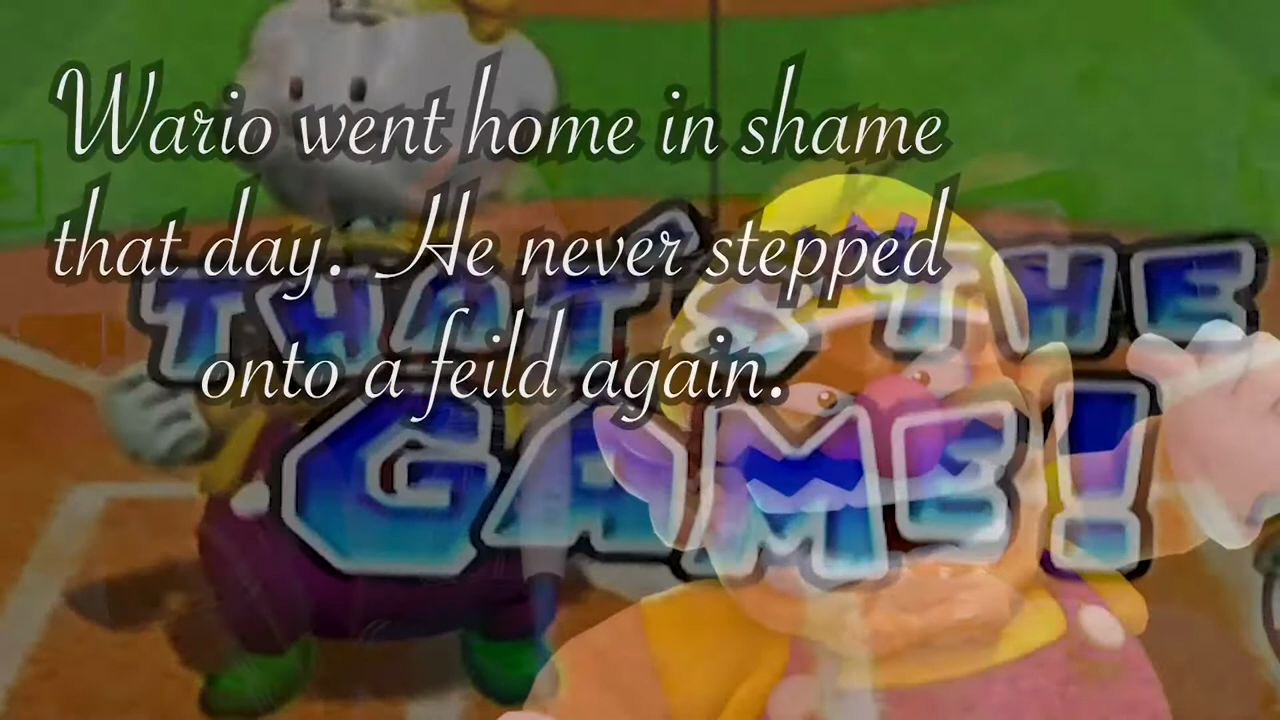 Wario went home in shame
that day. He never stepped
onto a feild again.
THAT'S THE
GAME!